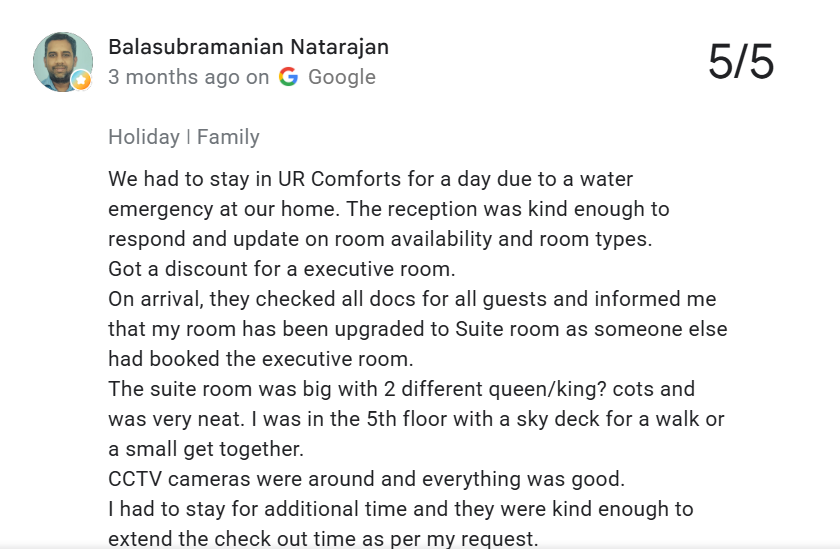 Balasubramanian Natarajan
5/5
3 months ago on Google
Holiday | Family
We had to stay in UR Comforts for a day due to a water
emergency at our home. The reception was kind enough to
respond and update on room availability and room types.
Got a discount for a executive room.
On arrival, they checked all docs for all guests and informed me
that my room has been upgraded to Suite room as someone else
had booked the executive room.
The suite room was big with 2 different queen/king? cots and
was very neat. I was in the 5th floor with a sky deck for a walk or
a small get together.
CCTV cameras were around and everything was good.
I had to stay for additional time and they were kind enough to
extend the check out time as per my request.